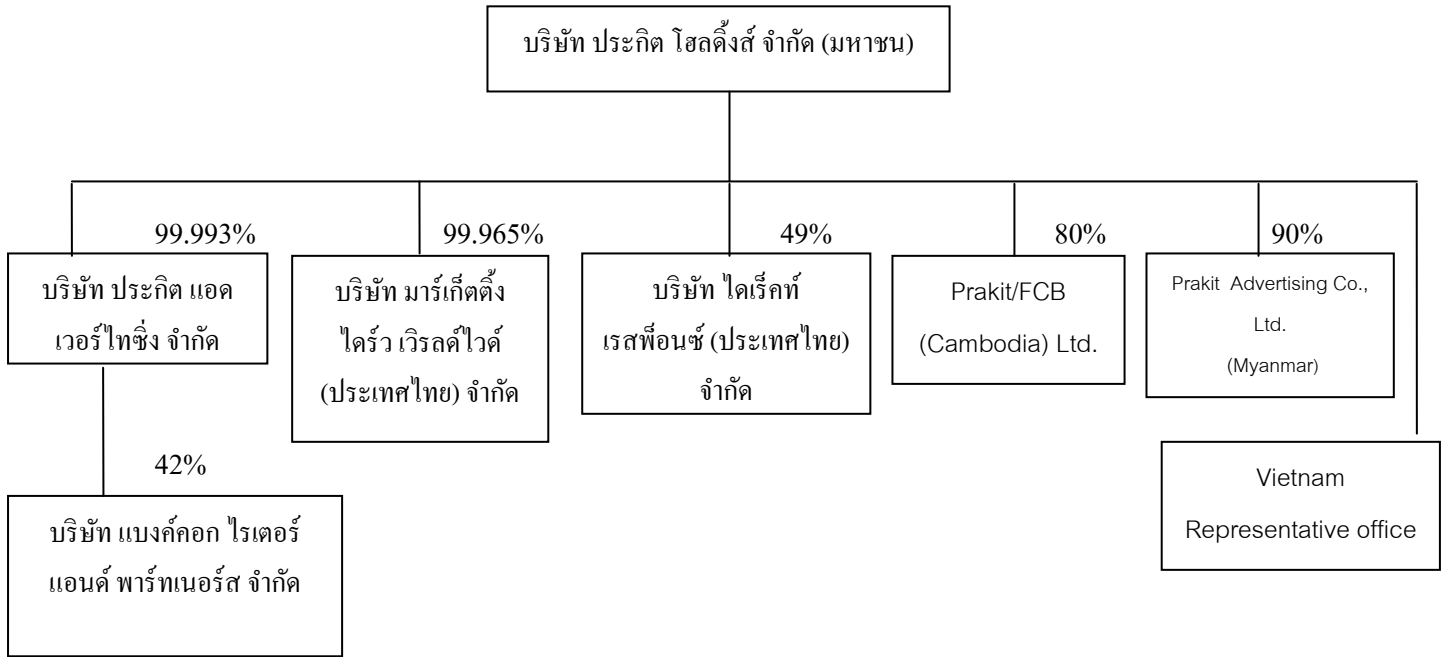 บริษัท ประกิต โฮลดิ้งส์ จำกัด (มหาชน)
99.993%
99.965%
49%
80%
90%
บริษัท ประกิต แอด
เวอร์ไทซิ่ง จำกัด
บริษัท มาร์เก็ตติ้ง
ไดร์ว เวิรลด์ไวด์
(ประเทศไทย) จำกัด
บริษัท ไดเร็คท์
เรสพ็อนซ์ (ประเทศไทย)
จำกัด
Prakit/FCB
(Cambodia) Ltd.
Prakit Advertising Co.,
Ltd.
(Myanmar)
42%
บริษัท แบงค์คอก ไรเตอร์
แอนด์ พาร์ทเนอร์ส จำกัด
Vietnam
Representative office